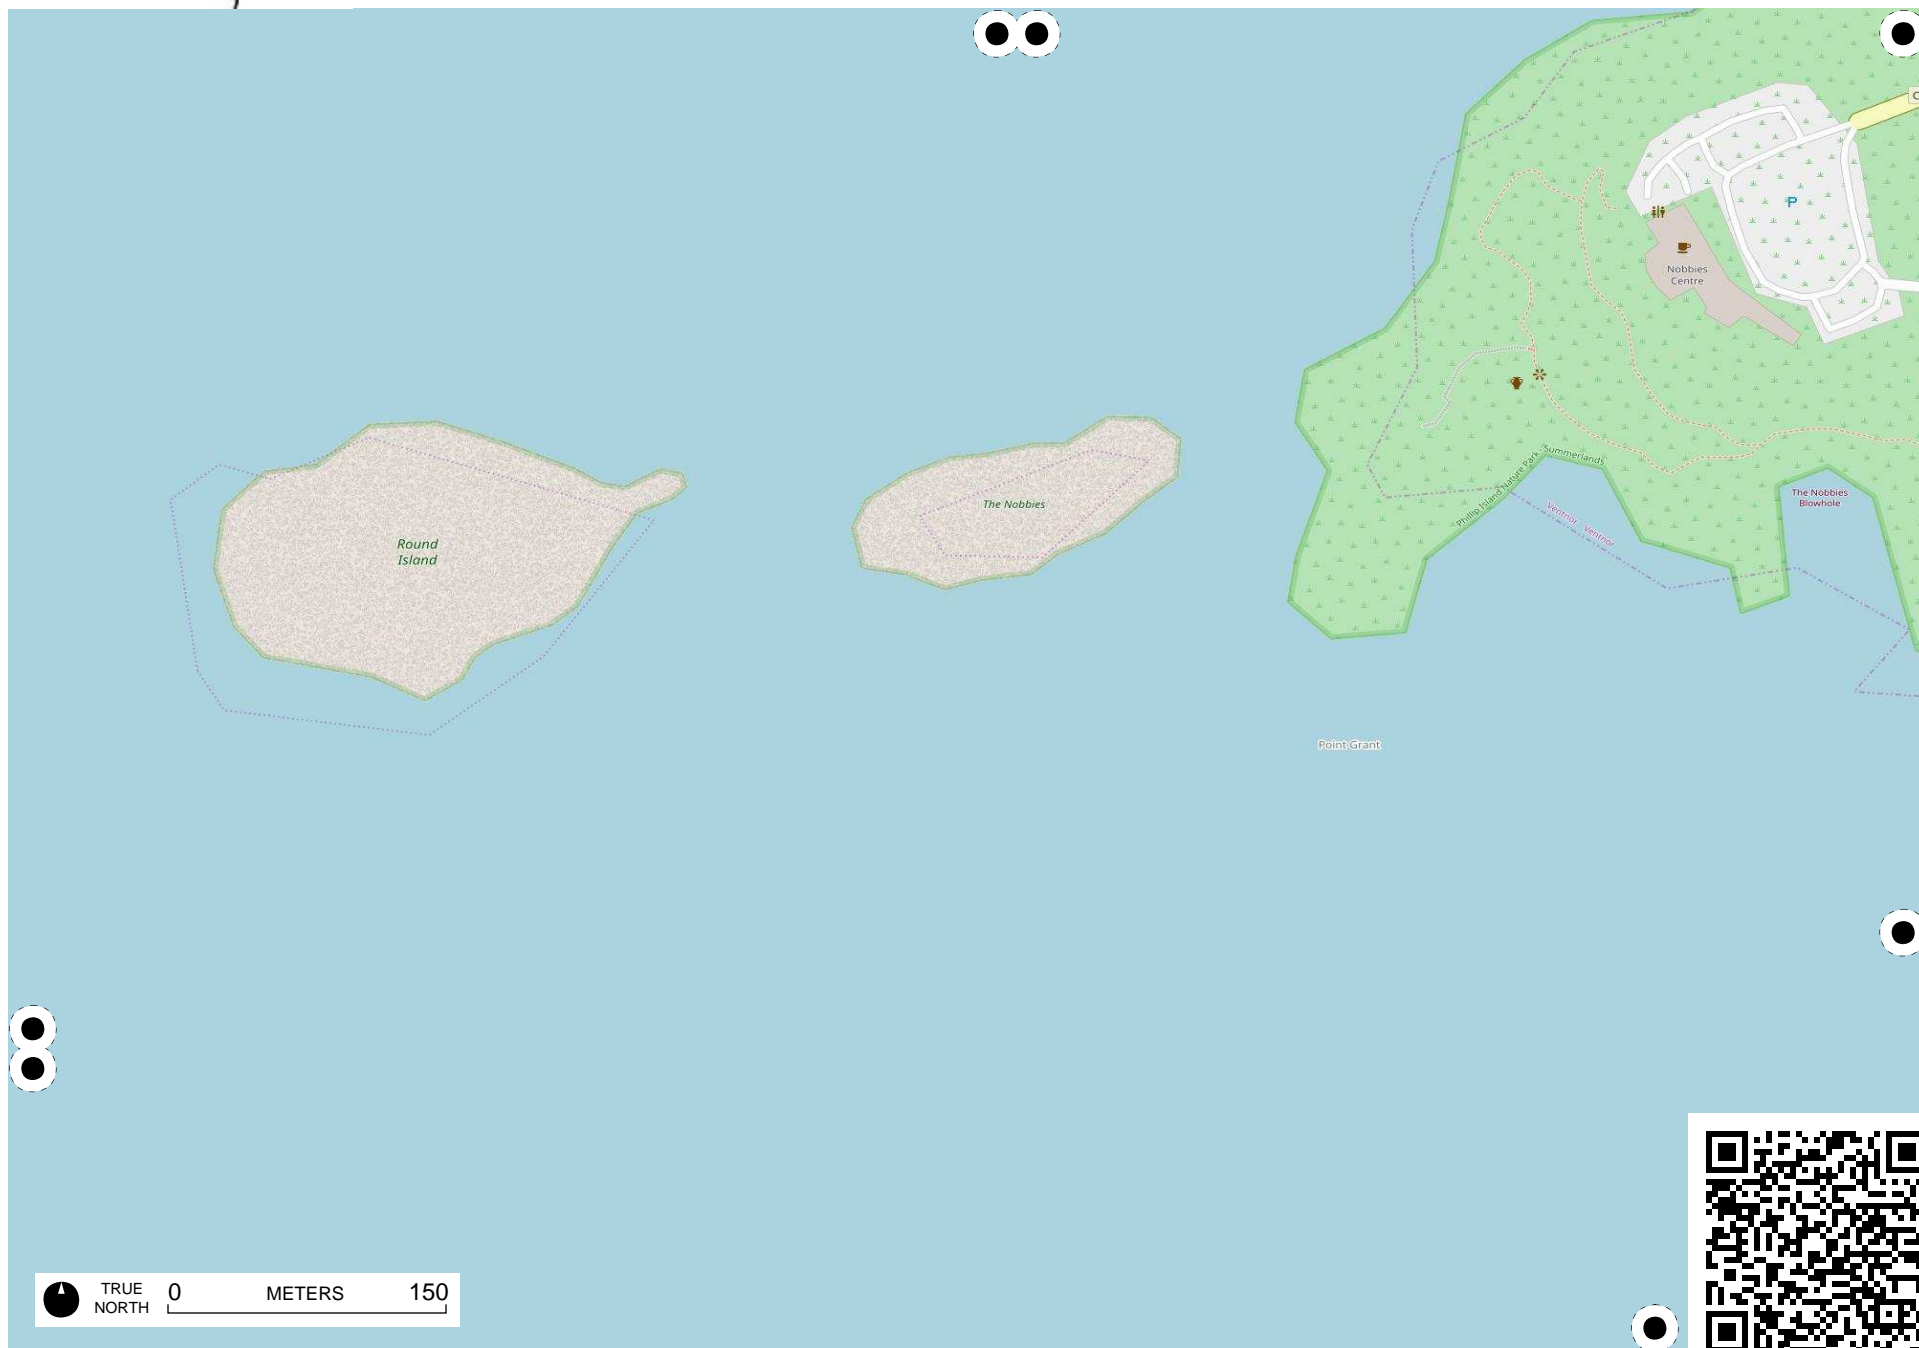 P
Nobbies
Centre
Phillip Island Nature Park - Summerlands
The Nobbies
Blowhole
The Nobbies
Ventnor
Ventnor
Round
Island
Point Grant
TRUE
NORTH
0
METERS
150